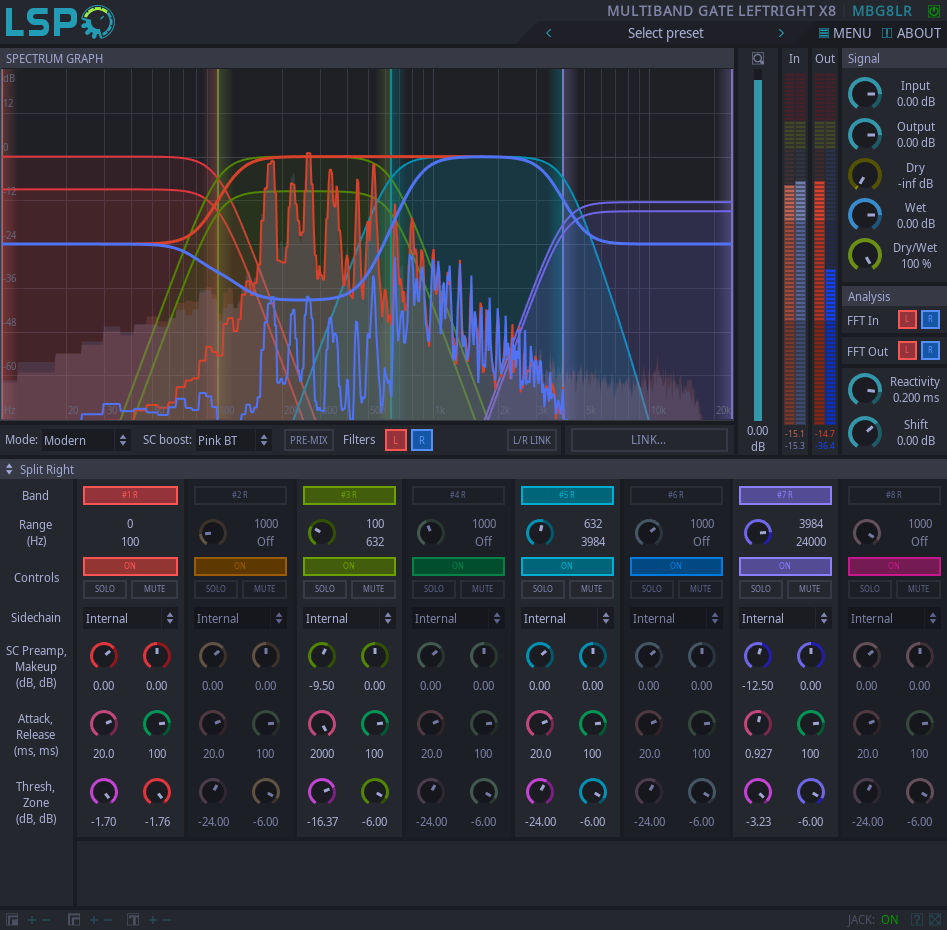 LSP
MULTIBAND GATE LEFTRIGHT X8 MBG8LR
Select preset
MENU ABOUT
SPECTRUM GRAPH
In Out
Signal
dB
12
0
-12
-24
-36
-48
-60
Hz 20 30 100 200 500 1k 2k 3k 5k 10k 20k
Input
0.00 dB
Output
0.00 dB
Dry
-inf dB
Wet
0.00 dB
Dry/Wet
100 %
Analysis
FFT In L R
FFT Out L R
Reactivity
0.200 ms
Shift
0.00 dB
0.00
dB
-15.1 -14.7
-15.3 -36.4
Mode: Modern SC boost: Pink BT PRE-MIX Filters L R L/R LINK LINK...
Split Right
Band #1 R #2 R #3 R #4 R #5 R #6 R #7 R #8 R
Range
(Hz)
0 1000 100 1000 632 1000 3984 1000
100 Off 632 Off 3984 Off 24000 Off
Controls
ON ON ON ON ON ON ON ON
SOLO MUTE SOLO MUTE SOLO MUTE SOLO MUTE SOLO MUTE SOLO MUTE SOLO MUTE SOLO MUTE
Sidechain Internal Internal Internal Internal Internal Internal Internal Internal
SC Preamp,
Makeup
(dB, dB)
0.00 0.00 0.00 0.00 -9.50 0.00 0.00 0.00 0.00 0.00 0.00 0.00 -12.50 0.00 0.00 0.00
Attack,
Release
(ms, ms)
20.0 100 20.0 100 2000 100 20.0 100 20.0 100 20.0 100 0.927 100 20.0 100
Thresh,
Zone
(dB, dB)
-1.70 -1.76 -24.00 -6.00 -16.37 -6.00 -24.00 -6.00 -24.00 -6.00 -24.00 -6.00 -3.23 -6.00 -24.00 -6.00
JACK: ON